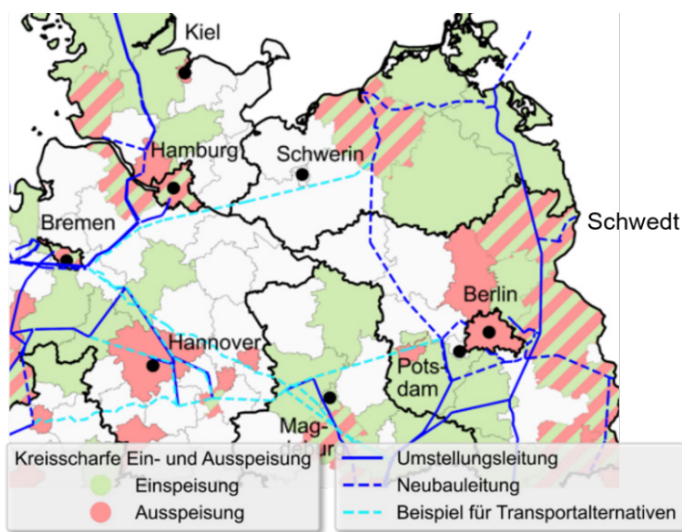 Kiel
Hamburg
Schwerin
Bremen
Schwedt
Berlin
Hannover
Pots-
dam
Mag-
deburg
Kreisscharfe Ein- und Ausspeisung
Einspeisung
Ausspeisung
Umstellungsleitung
Neubauleitung
Beispiel für Transportalternativen